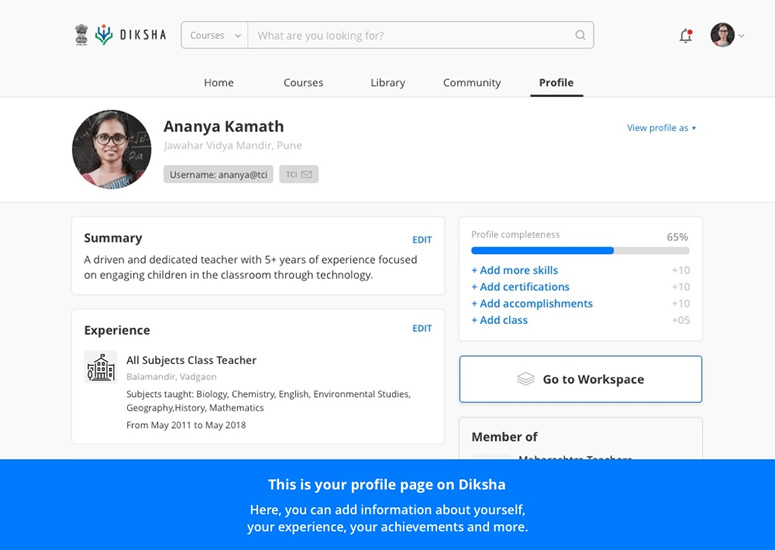 DIKSHA
Courses
What are you looking for?
Home
Courses
Library
Community
Profile
Ananya Kamath
Jawahar Vidya Mandir, Pune
Username: ananya@tci
TCI
View profile as
Summary
EDIT
A driven and dedicated teacher with 5+ years of experience focused
on engaging children in the classroom through technology.
Experience
EDIT
All Subjects Class Teacher
Balamandir, Vadgaon
Subjects taught: Biology, Chemistry, English, Environmental Studies,
Geography,History, Mathematics
From May 2011 to May 2018
Profile completeness
65%
+ Add more skills +10
+ Add certifications +10
+ Add accomplishments +10
+ Add class +05
Go to Workspace
Member of
Maharashtra Teachers
This is your profile page on Diksha
Here, you can add information about yourself,
your experience, your achievements and more.